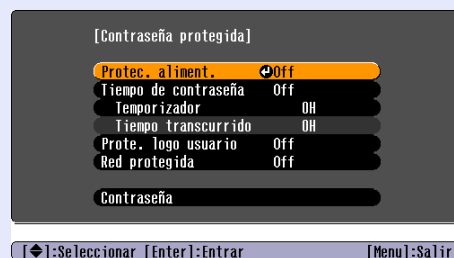 [Contraseña protegida]
Protec. aliment. Off
Tiempo de contraseña Off
Temporizador 0H
Tiempo transcurrido 0H
Prote. logo usuario Off
Red protegida Off
Contraseña
[◆]:Seleccionar [Enter]:Entrar [Menu]:Salir